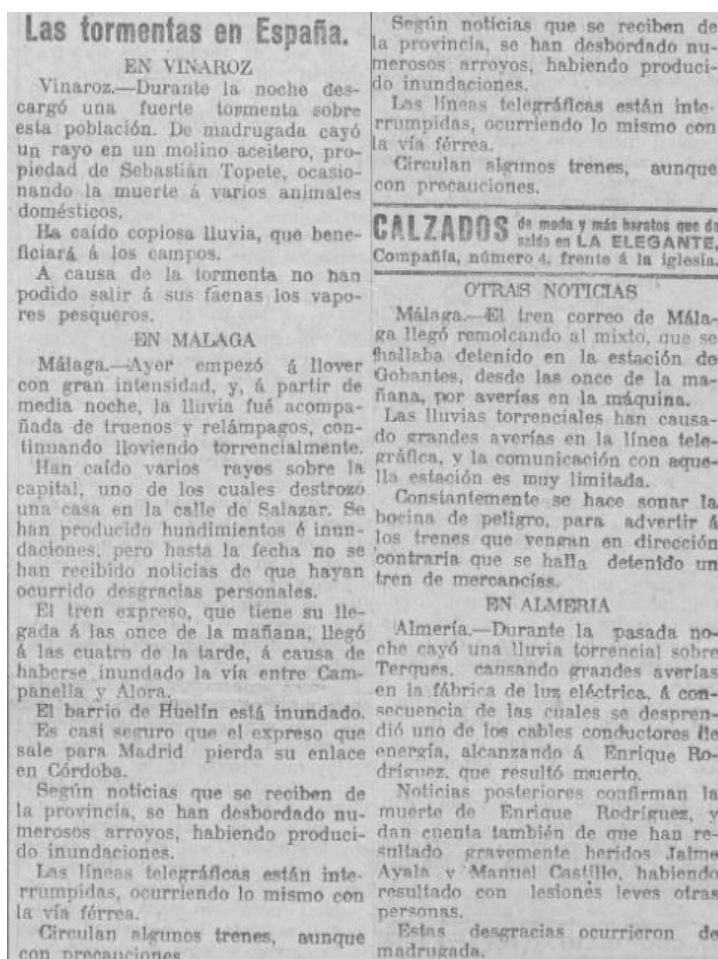 Las tormentas en España.
EN VINAROZ
Vinaroz.—Durante la noche des-
cargó una fuerte tormenta sobre
esta población. De madrugada cayó
un rayo en un molino aceitero, pro-
piedad de Sebastián Topete, ocasio-
nando la muerte á varios animales
domésticos.
Ha caído copiosa lluvia, que bene-
ficiará á los campos.
A causa de la tormenta no han
podido salir á sus faenas los vapo-
res pesqueros.
EN MALAGA
Málaga.—Ayer empezó á llover
con gran intensidad, y, á partir de
media noche, la lluvia fué acompa-
ñada de truenos y relámpagos, con-
tinuando lloviendo torrencialmente.
Han caído varios rayos sobre la
capital, uno de los cuales destrozó
una casa en la calle de Salazar. Se
han producido hundimientos é inun-
daciones, pero hasta la fecha no se
han recibido noticias de que hayan
ocurrido desgracias personales.
El tren expreso, que tiene su lle-
gada á las once de la mañana, llegó
á las cuatro de la tarde, á causa de
haberse inundado la vía entre Cam-
panella y Alora.
El barrio de Huelín está inundado.
Es casi seguro que el expreso que
sale para Madrid pierda su enlace
en Córdoba.
Según noticias que se reciben de
la provincia, se han desbordado nu-
merosos arroyos, habiendo produci-
do inundaciones.
Las líneas telegráficas están inte-
rrumpidas, ocurriendo lo mismo con
la vía férrea.
Circulan algunos trenes, aunque
con precauciones.
Según noticias que se reciben de
la provincia, se han desbordado nu-
merosos arroyos, habiendo produci-
do inundaciones.
Las líneas telegráficas están inte-
rrumpidas, ocurriendo lo mismo con
la vía férrea.
Circulan algunos trenes, aunque
con precauciones.
CALZADOS de moda y más baratos que de
saldo en LA ELEGANTE.
Compañía, número 4, frente á la iglesia.
OTRAS NOTICIAS
Málaga.—El tren correo de Mála-
ga llegó remolcando al mixto, que se
hallaba detenido en la estación de
Gobantes, desde las once de la ma-
ñana, por averías en la máquina.
Las lluvias torrenciales han causa-
do grandes averías en la línea tele-
gráfica, y la comunicación con aque-
lla estación es muy limitada.
Constantemente se hace sonar la
bocina de peligro, para advertir á
los trenes que vengan en dirección
contraria que se halla detenido un
tren de mercancías.
EN ALMERIA
Almería.—Durante la pasada no-
che cayó una lluvia torrencial sobre
Terques, cansando grandes averías
en la fábrica de luz eléctrica, á con-
secuencia de las cuales se despren-
dió uno de los cables conductores de
energía, alcanzando á Enrique Ro-
dríguez, que resultó muerto.
Noticias posteriores confirman la
muerte de Enrique Rodríguez, y
dan cuenta también de que han re-
sultado gravemente heridos Jaime
Ayala y Manuel Castillo, habiendo
resultado con lesiones leves otras
personas.
Estas desgracias ocurrieron de
madrugada.